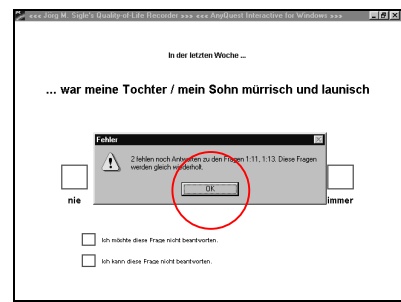 ««« Jörg M. Sigle's Quality-of-Life Recorder »»» ««« AnyQuest Interactive for Windows »»»
In der letzten Woche ...
... war meine Tochter / mein Sohn mürrisch und launisch
Fehler
2 fehlen noch Antworten zu den Fragen 1:11, 1:13. Diese Fragen
werden gleich wiederholt.
OK
nie
immer
Ich möchte diese Frage nicht beantworten.
Ich kann diese Frage nicht beantworten.